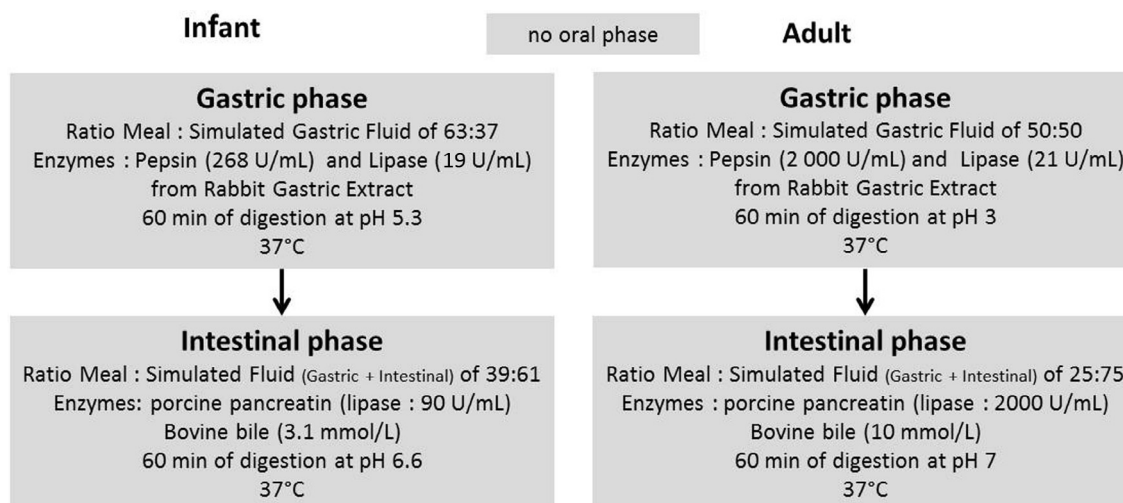 Infant
no oral phase
Adult
Gastric phase
Ratio Meal : Simulated Gastric Fluid of 63:37
Enzymes : Pepsin (268 U/mL) and Lipase (19 U/mL)
from Rabbit Gastric Extract
60 min of digestion at pH 5.3
37°C
Gastric phase
Ratio Meal : Simulated Gastric Fluid of 50:50
Enzymes : Pepsin (2 000 U/mL) and Lipase (21 U/mL)
from Rabbit Gastric Extract
60 min of digestion at pH 3
37°C
Intestinal phase
Ratio Meal : Simulated Fluid (Gastric + Intestinal) of 39:61
Enzymes: porcine pancreatin (lipase : 90 U/mL)
Bovine bile (3.1 mmol/L)
60 min of digestion at pH 6.6
37°C
Intestinal phase
Ratio Meal : Simulated Fluid (Gastric + Intestinal) of 25:75
Enzymes : porcine pancreatin (lipase : 2000 U/mL)
Bovine bile (10 mmol/L)
60 min of digestion at pH 7
37°C